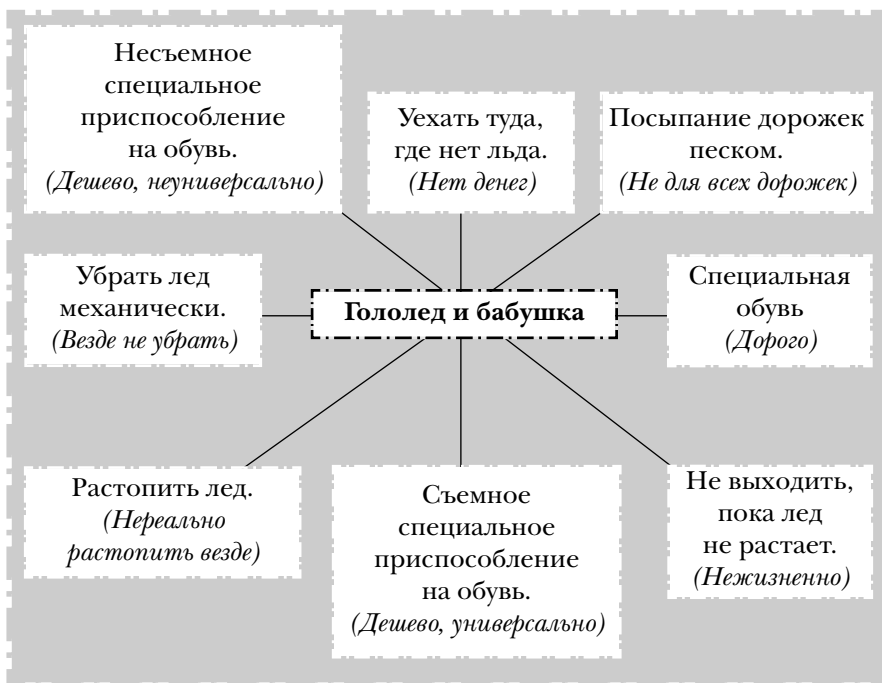 Несъемное
специальное
приспособление
на обувь.
(Дешево, неуниверсально)
Уехать туда,
где нет льда.
(Нет денег)
Посыпание дорожек
песком.
(Не для всех дорожек)
Убрать лед
механически.
(Везде не убрать)
Гололед и бабушка
Специальная
обувь
(Дорого)
Растопить лед.
(Нереально
растопить везде)
Съемное
специальное
приспособление
на обувь.
(Дешево, универсально)
Не выходить,
пока лед
не растает.
(Нежизненно)